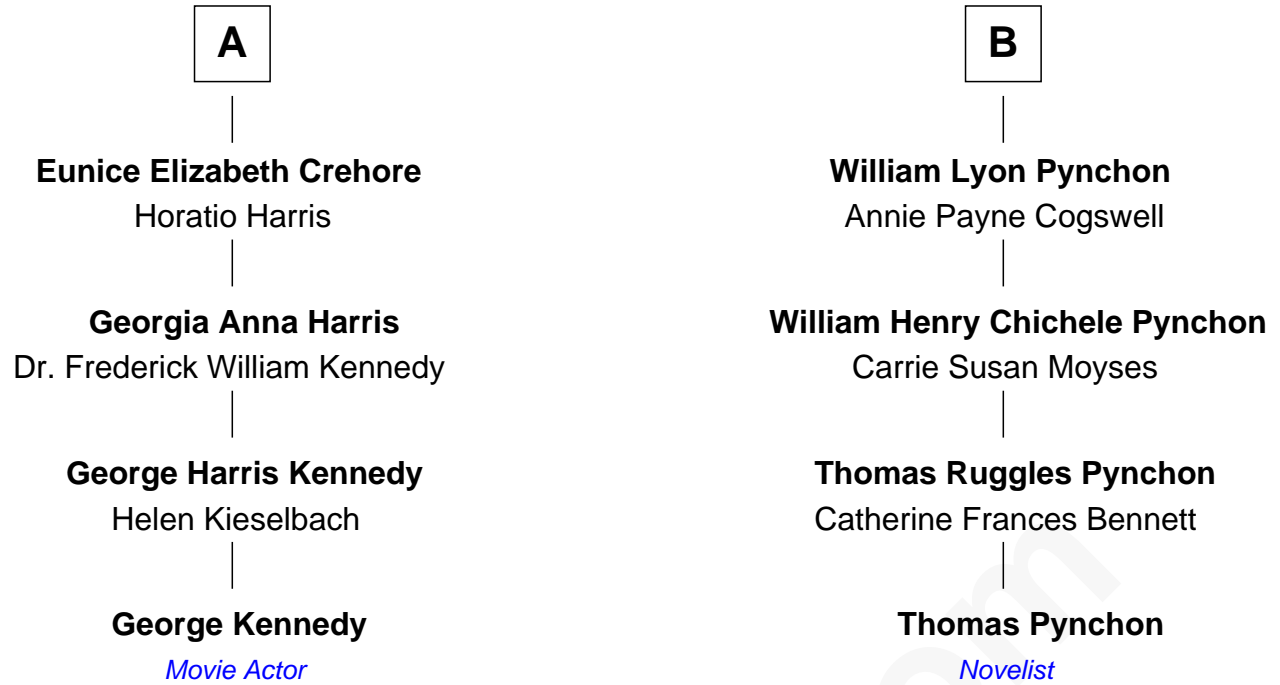 A
Eunice Elizabeth Crehore
Horatio Harris
Georgia Anna Harris
Dr. Frederick William Kennedy
George Harris Kennedy
Helen Kieselbach
George Kennedy
Movie Actor
B
William Lyon Pynchon
Annie Payne Cogswell
William Henry Chichele Pynchon
Carrie Susan Moyses
Thomas Ruggles Pynchon
Catherine Frances Bennett
Thomas Pynchon
Novelist